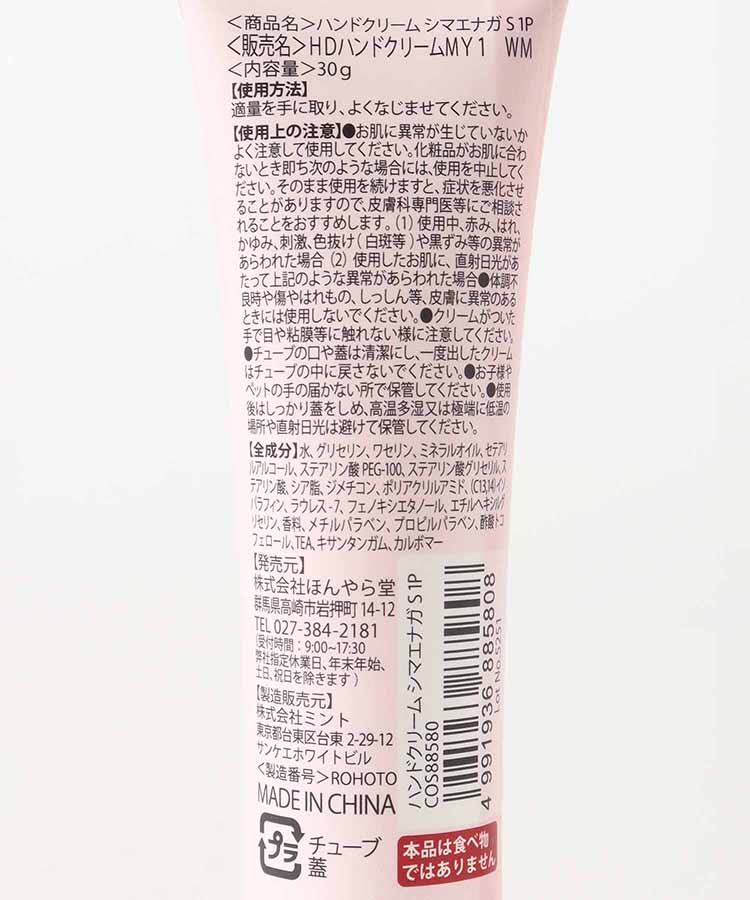 ＜商品名＞ハンドクリーム シマエナガ S 1P
＜販売名＞HDハンドクリームMY1 WM
＜内容量＞30g
【使用方法】
適量を手に取り、よくなじませてください。
【使用上の注意】●お肌に異常が生じていないか
よく注意して使用してください。化粧品がお肌に合わ
ないとき即ち次のような場合には、使用を中止してく
ださい。そのまま使用を続けますと、症状を悪化させ
ることがありますので、皮膚科専門医等にご相談さ
れることをおすすめします。(1) 使用中、赤み、はれ、
かゆみ、刺激、色抜け(白斑等)や黒ずみ等の異常が
あらわれた場合 (2) 使用したお肌に、直射日光があ
たって上記のような異常があらわれた場合●体調不
良時や傷やはれもの、しっしん等、皮膚に異常のある
ときには使用しないでください。●クリームがついた
手で目や粘膜等に触れない様に注意してください。
●チューブの口や蓋は清潔にし、一度出したクリーム
はチューブの中に戻さないでください。●お子様や
ペットの手の届かない所で保管してください。●使用
後はしっかり蓋をしめ、高温多湿又は極端に低温の
場所や直射日光は避けて保管してください。
【全成分】水、グリセリン、ワセリン、ミネラルオイル、セテアリ
ルアルコール、ステアリン酸 PEG-100、ステアリン酸グリセリル、ス
テアリン酸、シア脂、ジメチコン、ポリアクリルアミド、(C13,14)イソ
パラフィン、ラウレス-7、フェノキシエタノール、エチルヘキシルグ
リセリン、香料、メチルパラベン、プロピルパラベン、酢酸トコ
フェロール、TEA、キサンタンガム、カルボマー
【発売元】
株式会社ほんやら堂
群馬県高崎市岩押町 14-12
TEL 027-384-2181
(受付時間：9:00~17:30
弊社指定休業日、年末年始、
土日、祝日を除きます)
【製造販売元】
株式会社ミント
東京都台東区台東 2-29-12
サンケエホワイトビル
＜製造番号＞ROHOTO
MADE IN CHINA
プラ チューブ
蓋
ハンドクリーム シマエナガ S 1P
COS88580
4 991936 885808
Lot No.5251
本品は食べ物
ではありません